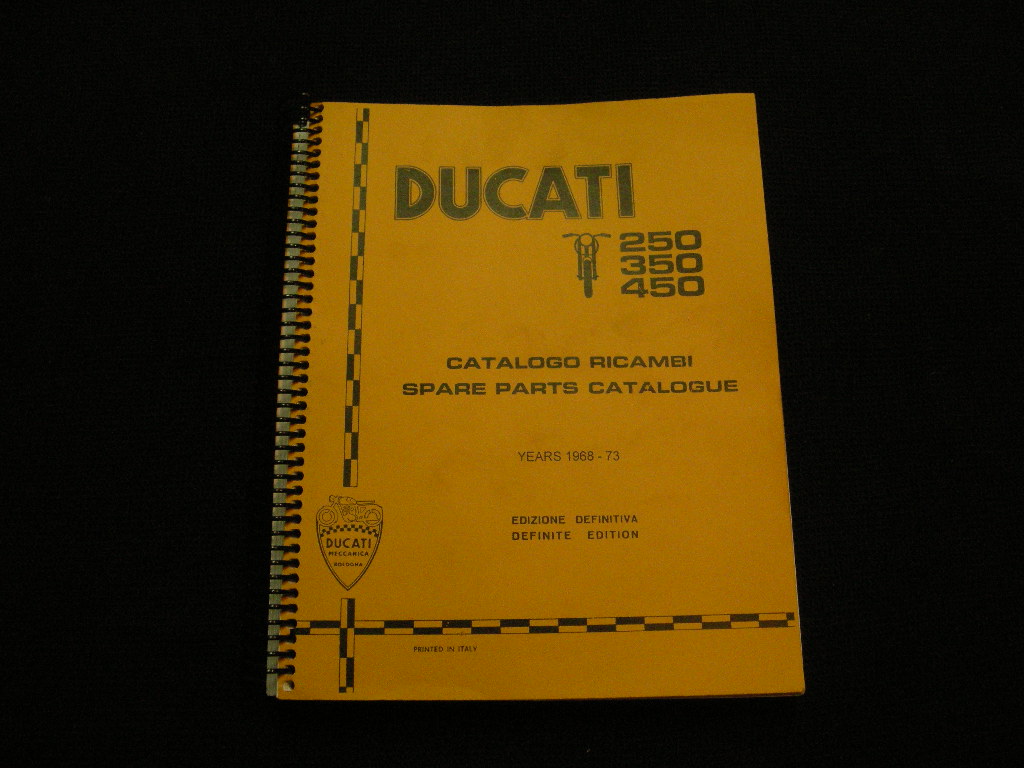 DUCATI
250
350
450
CATALOGO RICAMBI
SPARE PARTS CATALOGUE
YEARS 1968 - 73
EDIZIONE DEFINITIVA
DEFINITE EDITION
DUCATI
MECCANICA
BOLOGNA
PRINTED IN ITALY